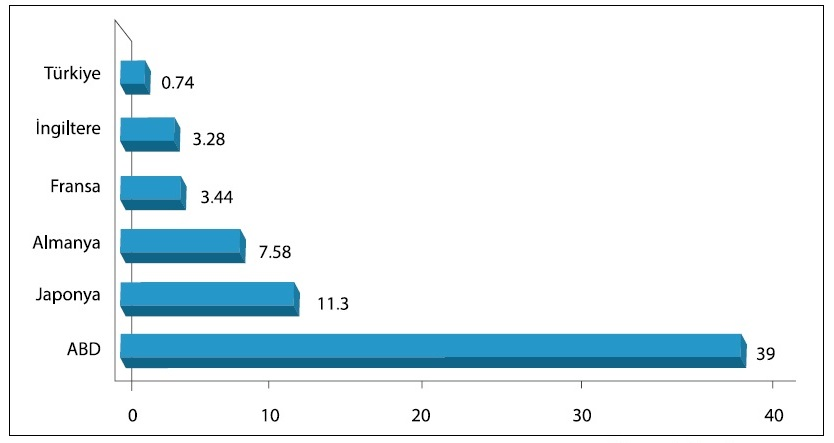 Türkiye 0.74
İngiltere 3.28
Fransa 3.44
Almanya 7.58
Japonya 11.3
ABD 39
0 10 20 30 40